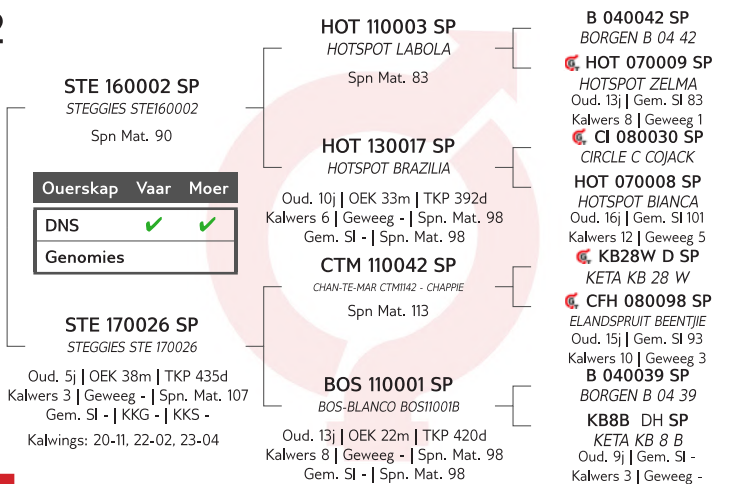 2
STE 160002 SP
STEGGIES STE160002
Spn Mat. 90
Ouerskap Vaar Moer
DNS ✔ ✔
Genomies
STE 170026 SP
STEGGIES STE 170026
Oud. 5j | OEK 38m | TKP 435d
Kalwers 3 | Geweeg - | Spn. Mat. 107
Gem. SI - | KKG - | KKS -
Kalwings: 20-11, 22-02, 23-04
HOT 110003 SP
HOTSPOT LABOLA
Spn Mat. 83
HOT 130017 SP
HOTSPOT BRAZILIA
Oud. 10j | OEK 33m | TKP 392d
Kalwers 6 | Geweeg - | Spn. Mat. 98
Gem. SI - | Spn. Mat. 98
CTM 110042 SP
CHAN-TE-MAR CTM1142 - CHAPPIE
Spn Mat. 113
BOS 110001 SP
BOS-BLANCO BOS11001B
Oud. 13j | OEK 22m | TKP 420d
Kalwers 8 | Geweeg - | Spn. Mat. 98
Gem. SI - | Spn. Mat. 98
B 040042 SP
BORGEN B 04 42
HOT 070009 SP
HOTSPOT ZELMA
Oud. 13j | Gem. SI 83
Kalwers 8 | Geweeg 1
CI 080030 SP
CIRCLE C COJACK
HOT 070008 SP
HOTSPOT BIANCA
Oud. 16j | Gem. SI 101
Kalwers 12 | Geweeg 5
KB28W D SP
KETA KB 28 W
CFH 080098 SP
ELANDSPRUIT BEENTJIE
Oud. 15j | Gem. SI 93
Kalwers 10 | Geweeg 3
B 040039 SP
BORGEN B 04 39
KB8B DH SP
KETA KB 8 B
Oud. 9j | Gem. SI -
Kalwers 3 | Geweeg -